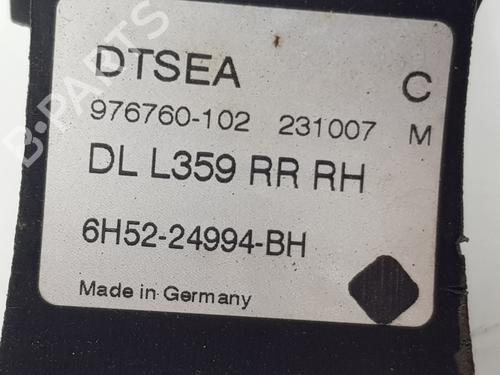 DTSEA C
976760-102 231007 M
DL L359 RR RH
6H52-24994-BH
Made in Germany
B-PARTS